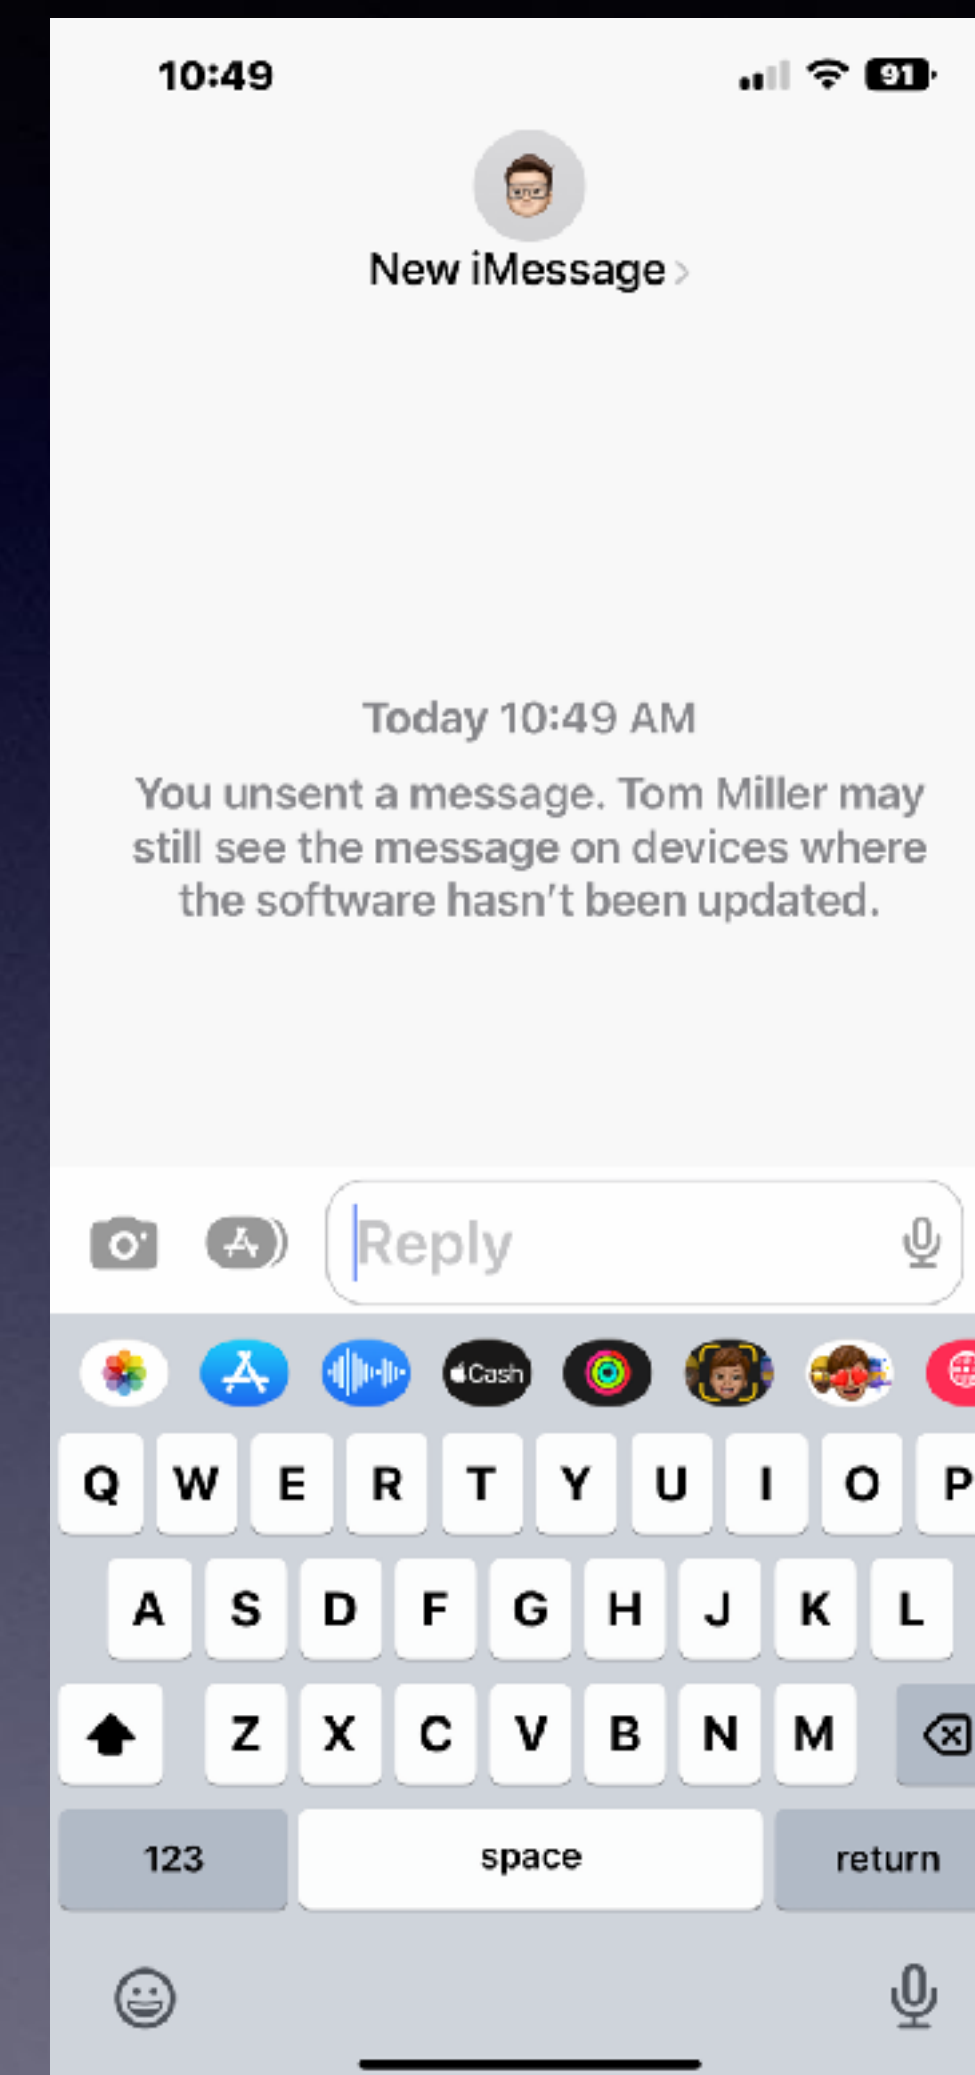 10:49
91
New iMessage
Today 10:49 AM
You unsent a message. Tom Miller may
still see the message on devices where
the software hasn't been updated.
Reply
Cash
Q W E R T Y U I O P
A S D F G H J K L
Z X C V B N M
123 space return